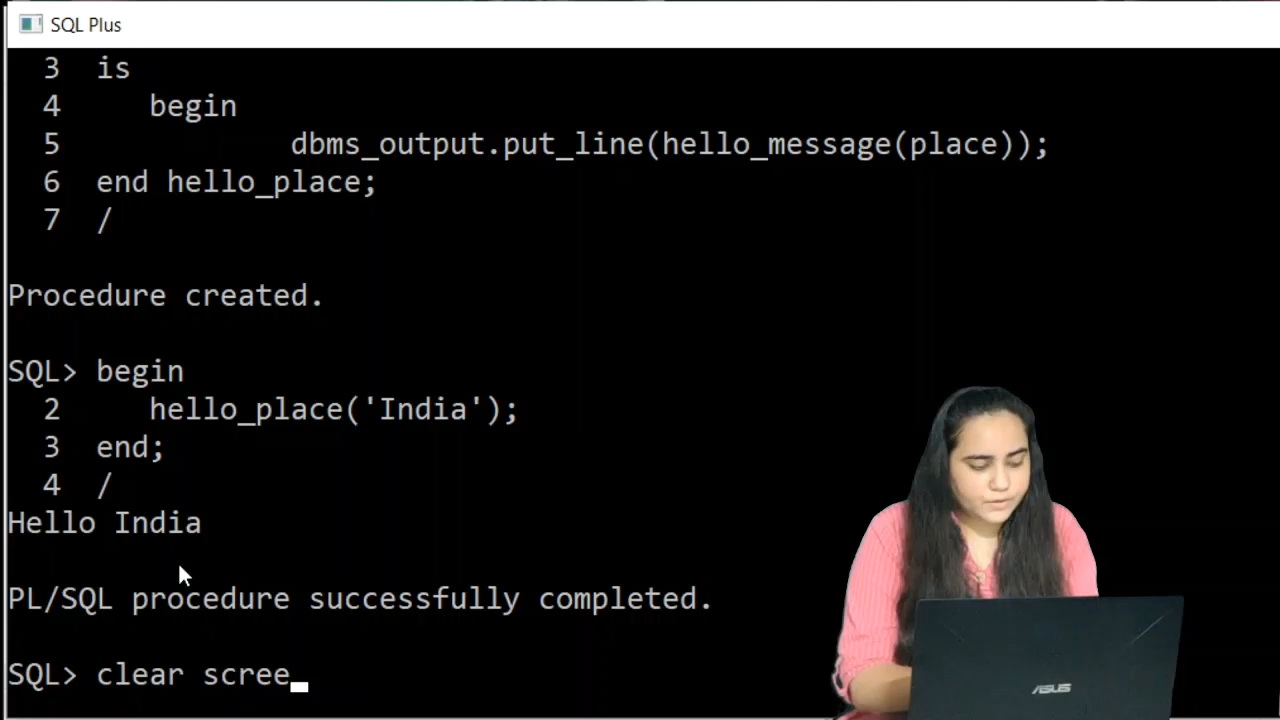 SQL Plus
3 is
4 begin
5 dbms_output.put_line(hello_message(place));
6 end hello_place;
7 /
Procedure created.
SQL> begin
2 hello_place('India');
3 end;
4 /
Hello India
PL/SQL procedure successfully completed.
SQL> clear scree
ASUS